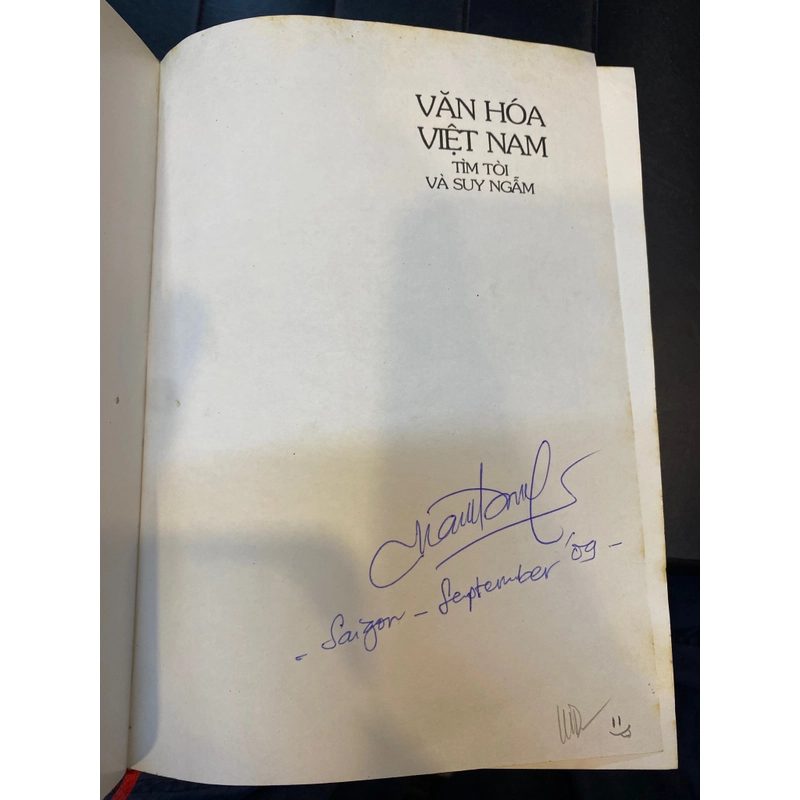 VĂN HÓA
VIỆT NAM
TÌM TÒI
VÀ SUY NGẪM
- Saigon - September '09 -